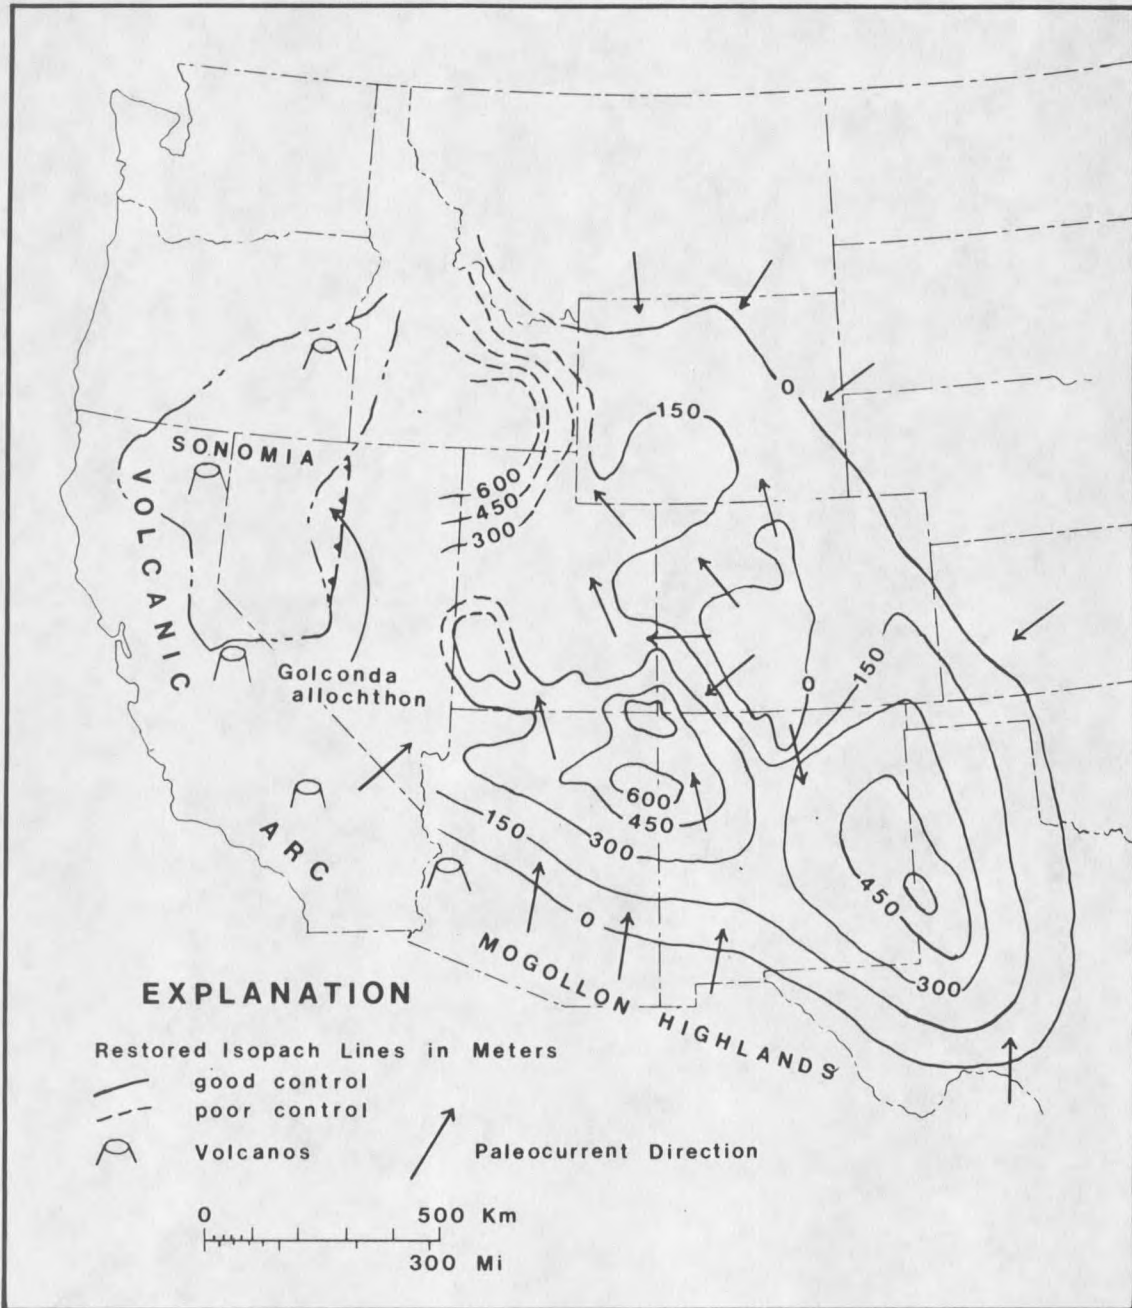 0
150
SONOMIA
VOLCANIC
600
450
300
Golconda
allochthon
0
150
600
450
150
300
ARC
450
0
300
MOGOLLON HIGHLANDS
EXPLANATION
Restored Isopach Lines in Meters
good control
poor control
Volcanos
Paleocurrent Direction
0 500 Km
300 Mi